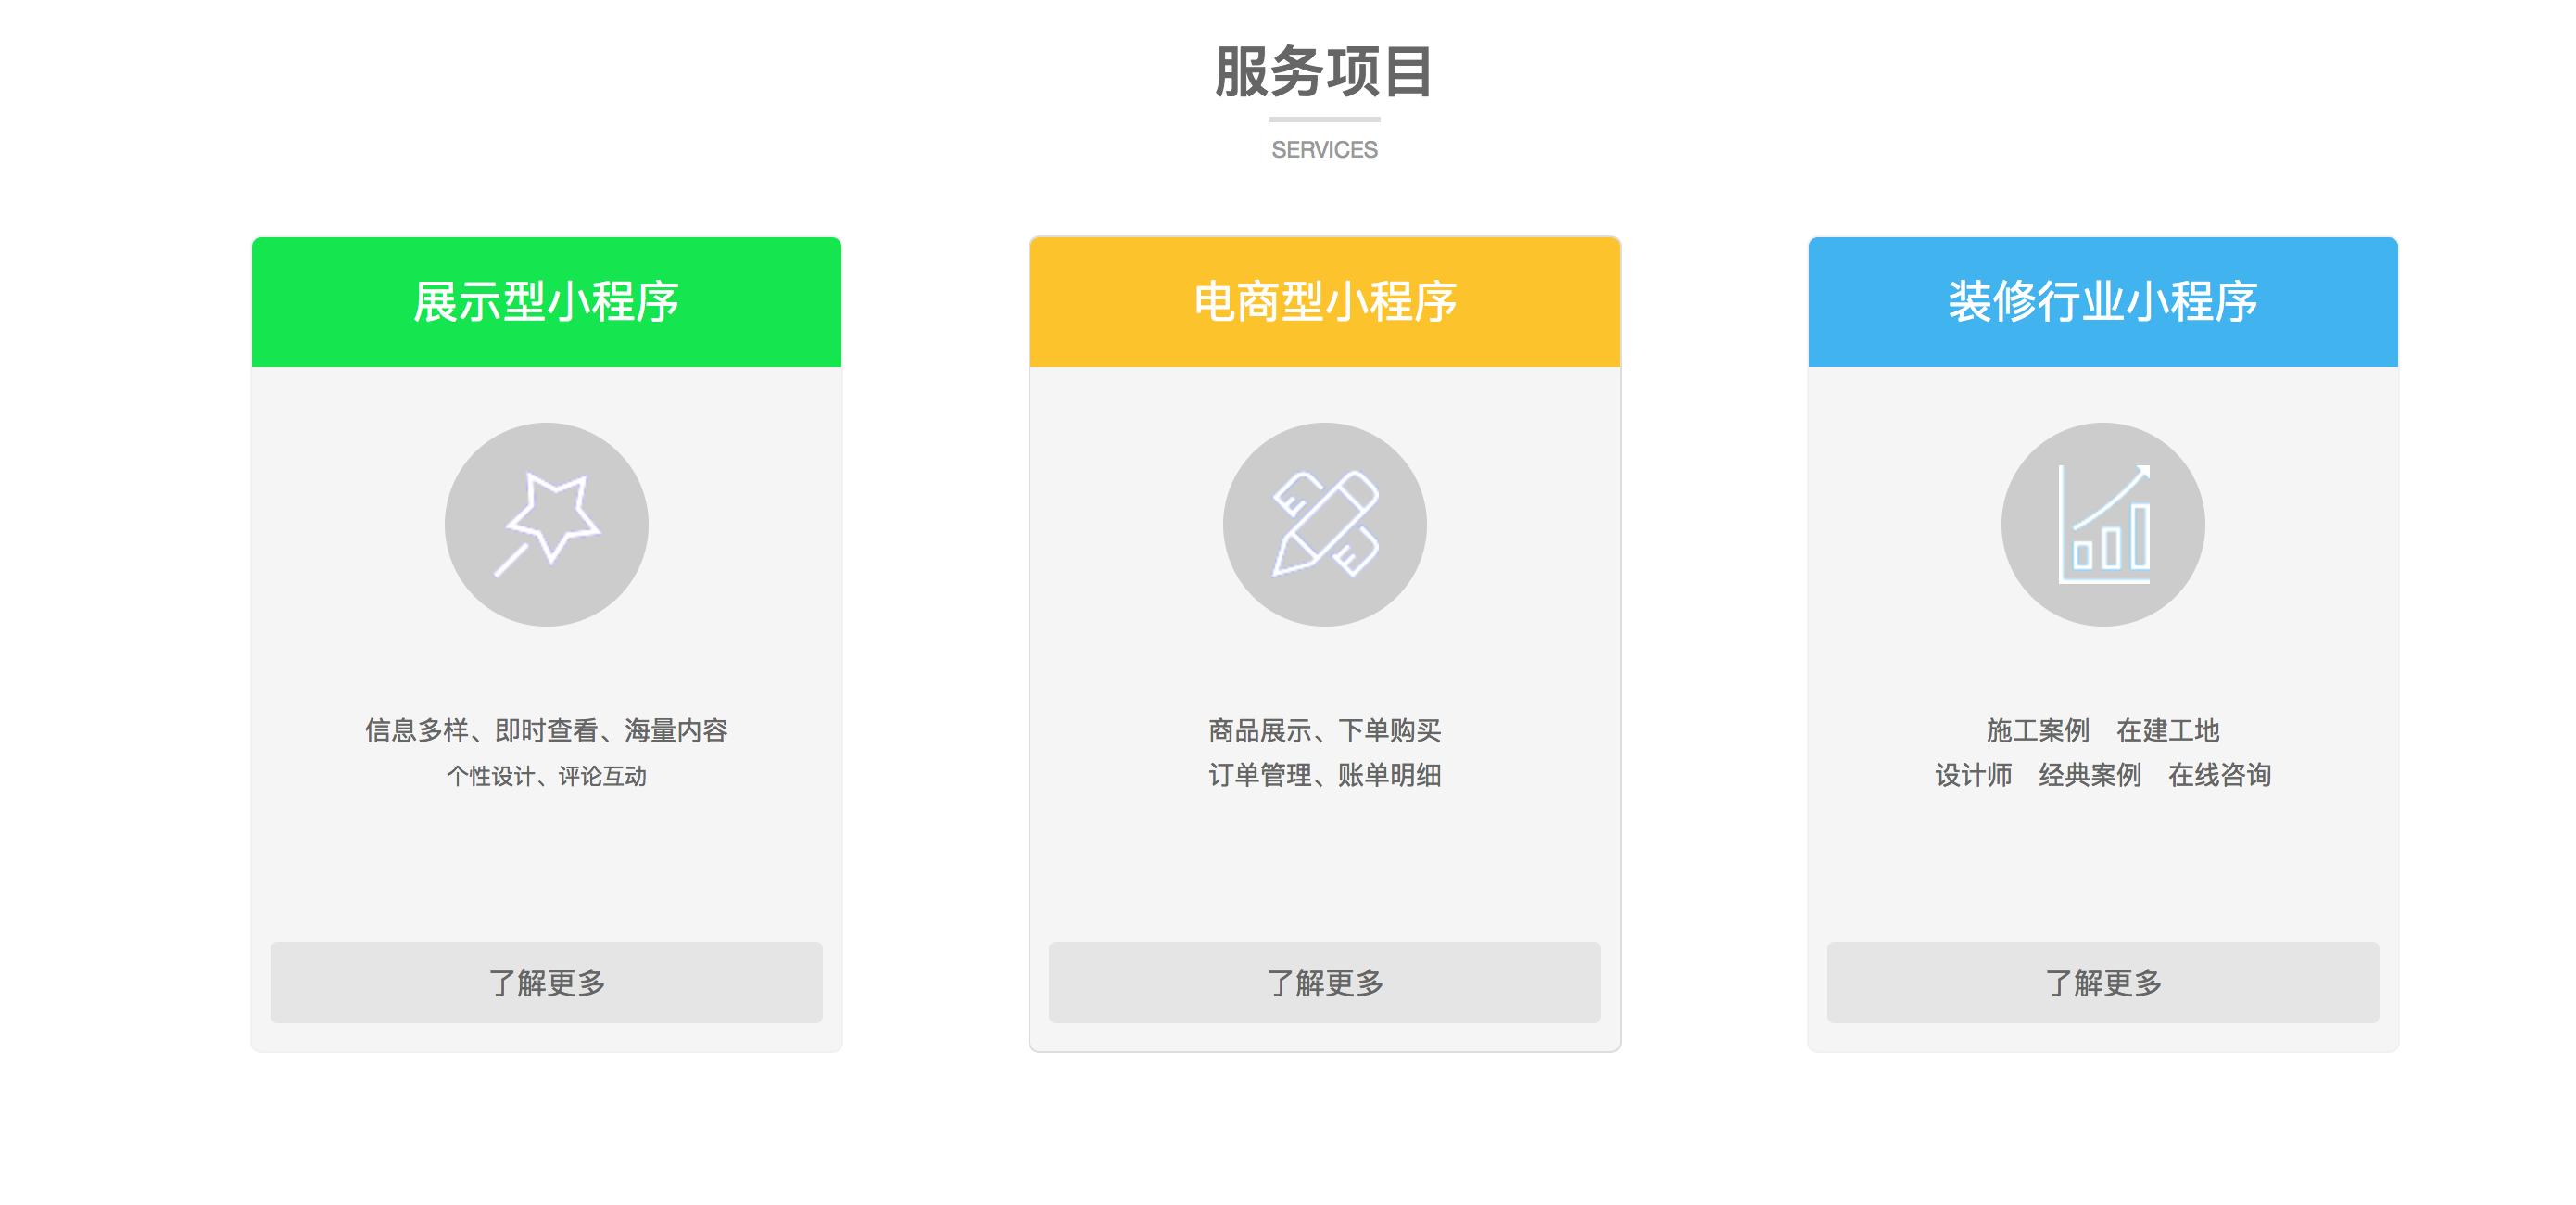 服务项目
SERVICES
展示型小程序
信息多样、即时查看、海量内容
个性设计、评论互动
了解更多
电商型小程序
商品展示、下单购买
订单管理、账单明细
了解更多
装修行业小程序
施工案例　在建工地
设计师　经典案例　在线咨询
了解更多